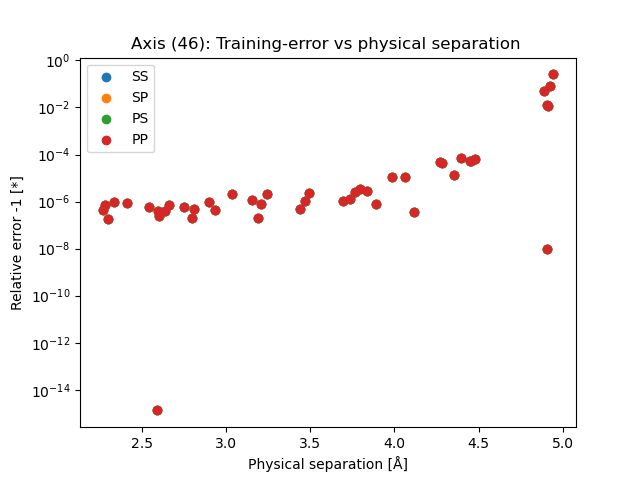 Axis (46): Training-error vs physical separation
10^0
10^-2
10^-4
10^-6
10^-8
10^-10
10^-12
10^-14
Relative error -1 [*]
SS
SP
PS
PP
2.5 3.0 3.5 4.0 4.5 5.0
Physical separation [Å]